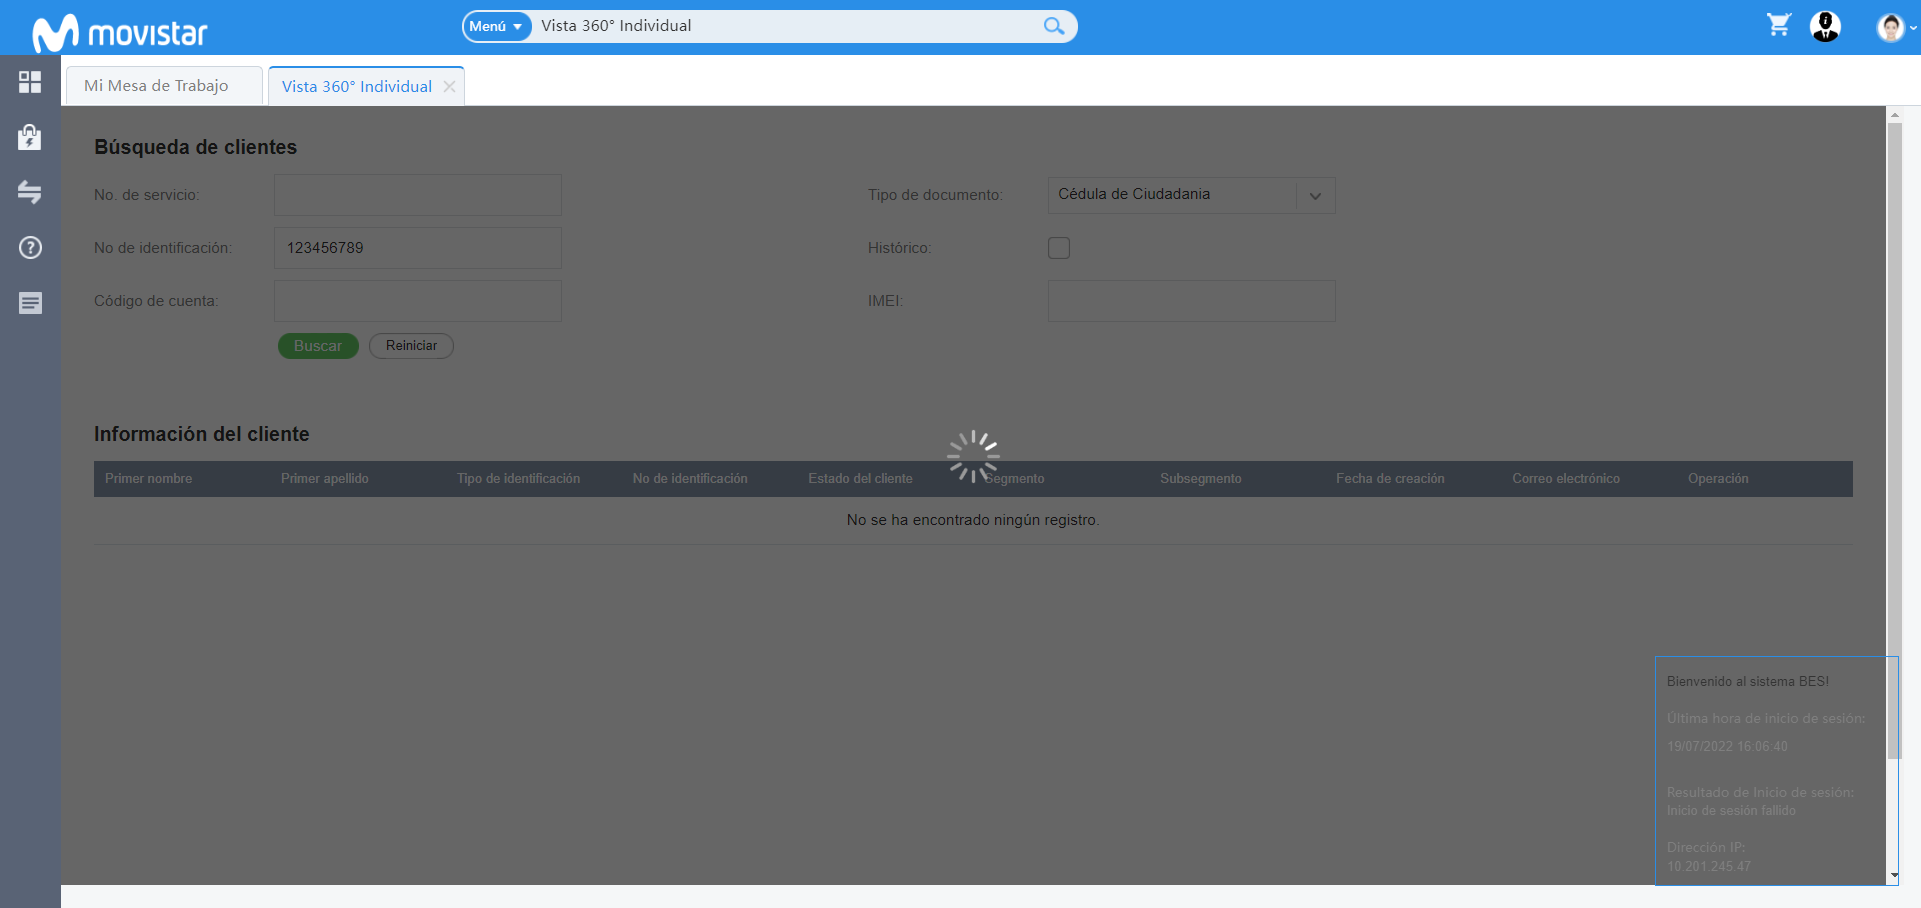 movistar
Menú
Vista 360° Individual
Mi Mesa de Trabajo
Vista 360° Individual
Búsqueda de clientes
No. de servicio:
Tipo de documento:
Cédula de Ciudadania
No de identificación:
123456789
Histórico:
Código de cuenta:
IMEI:
Buscar
Reiniciar
Información del cliente
Primer nombre Primer apellido Tipo de identificación No de identificación Estado del cliente Segmento Subsegmento Fecha de creación Correo electrónico Operación
No se ha encontrado ningún registro.
Bienvenido al sistema BES!
Última hora de inicio de sesión:
19/07/2022 16:06:40
Resultado de Inicio de sesión:
Inicio de sesión fallido
Dirección IP:
10.201.245.47